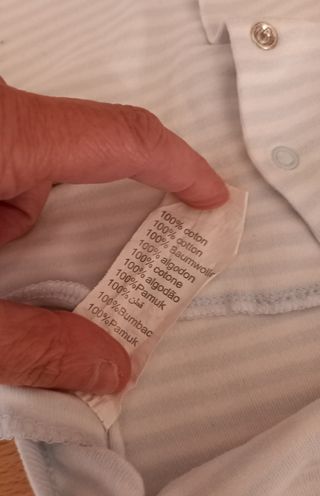 100% coton
100% cotton
100% Baumwolle
100% algodon
100% cotone
100% algodão
100%Pamuk
100% قطن
100%Bumbac
100%Pamuk